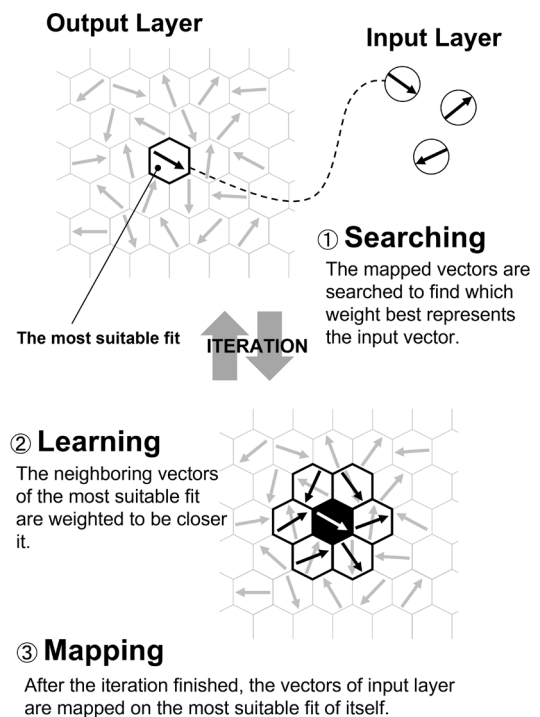 Output Layer
Input Layer
① Searching
The mapped vectors are
searched to find which
weight best represents
the input vector.
The most suitable fit
ITERATION
② Learning
The neighboring vectors
of the most suitable fit
are weighted to be closer
it.
③ Mapping
After the iteration finished, the vectors of input layer
are mapped on the most suitable fit of itself.